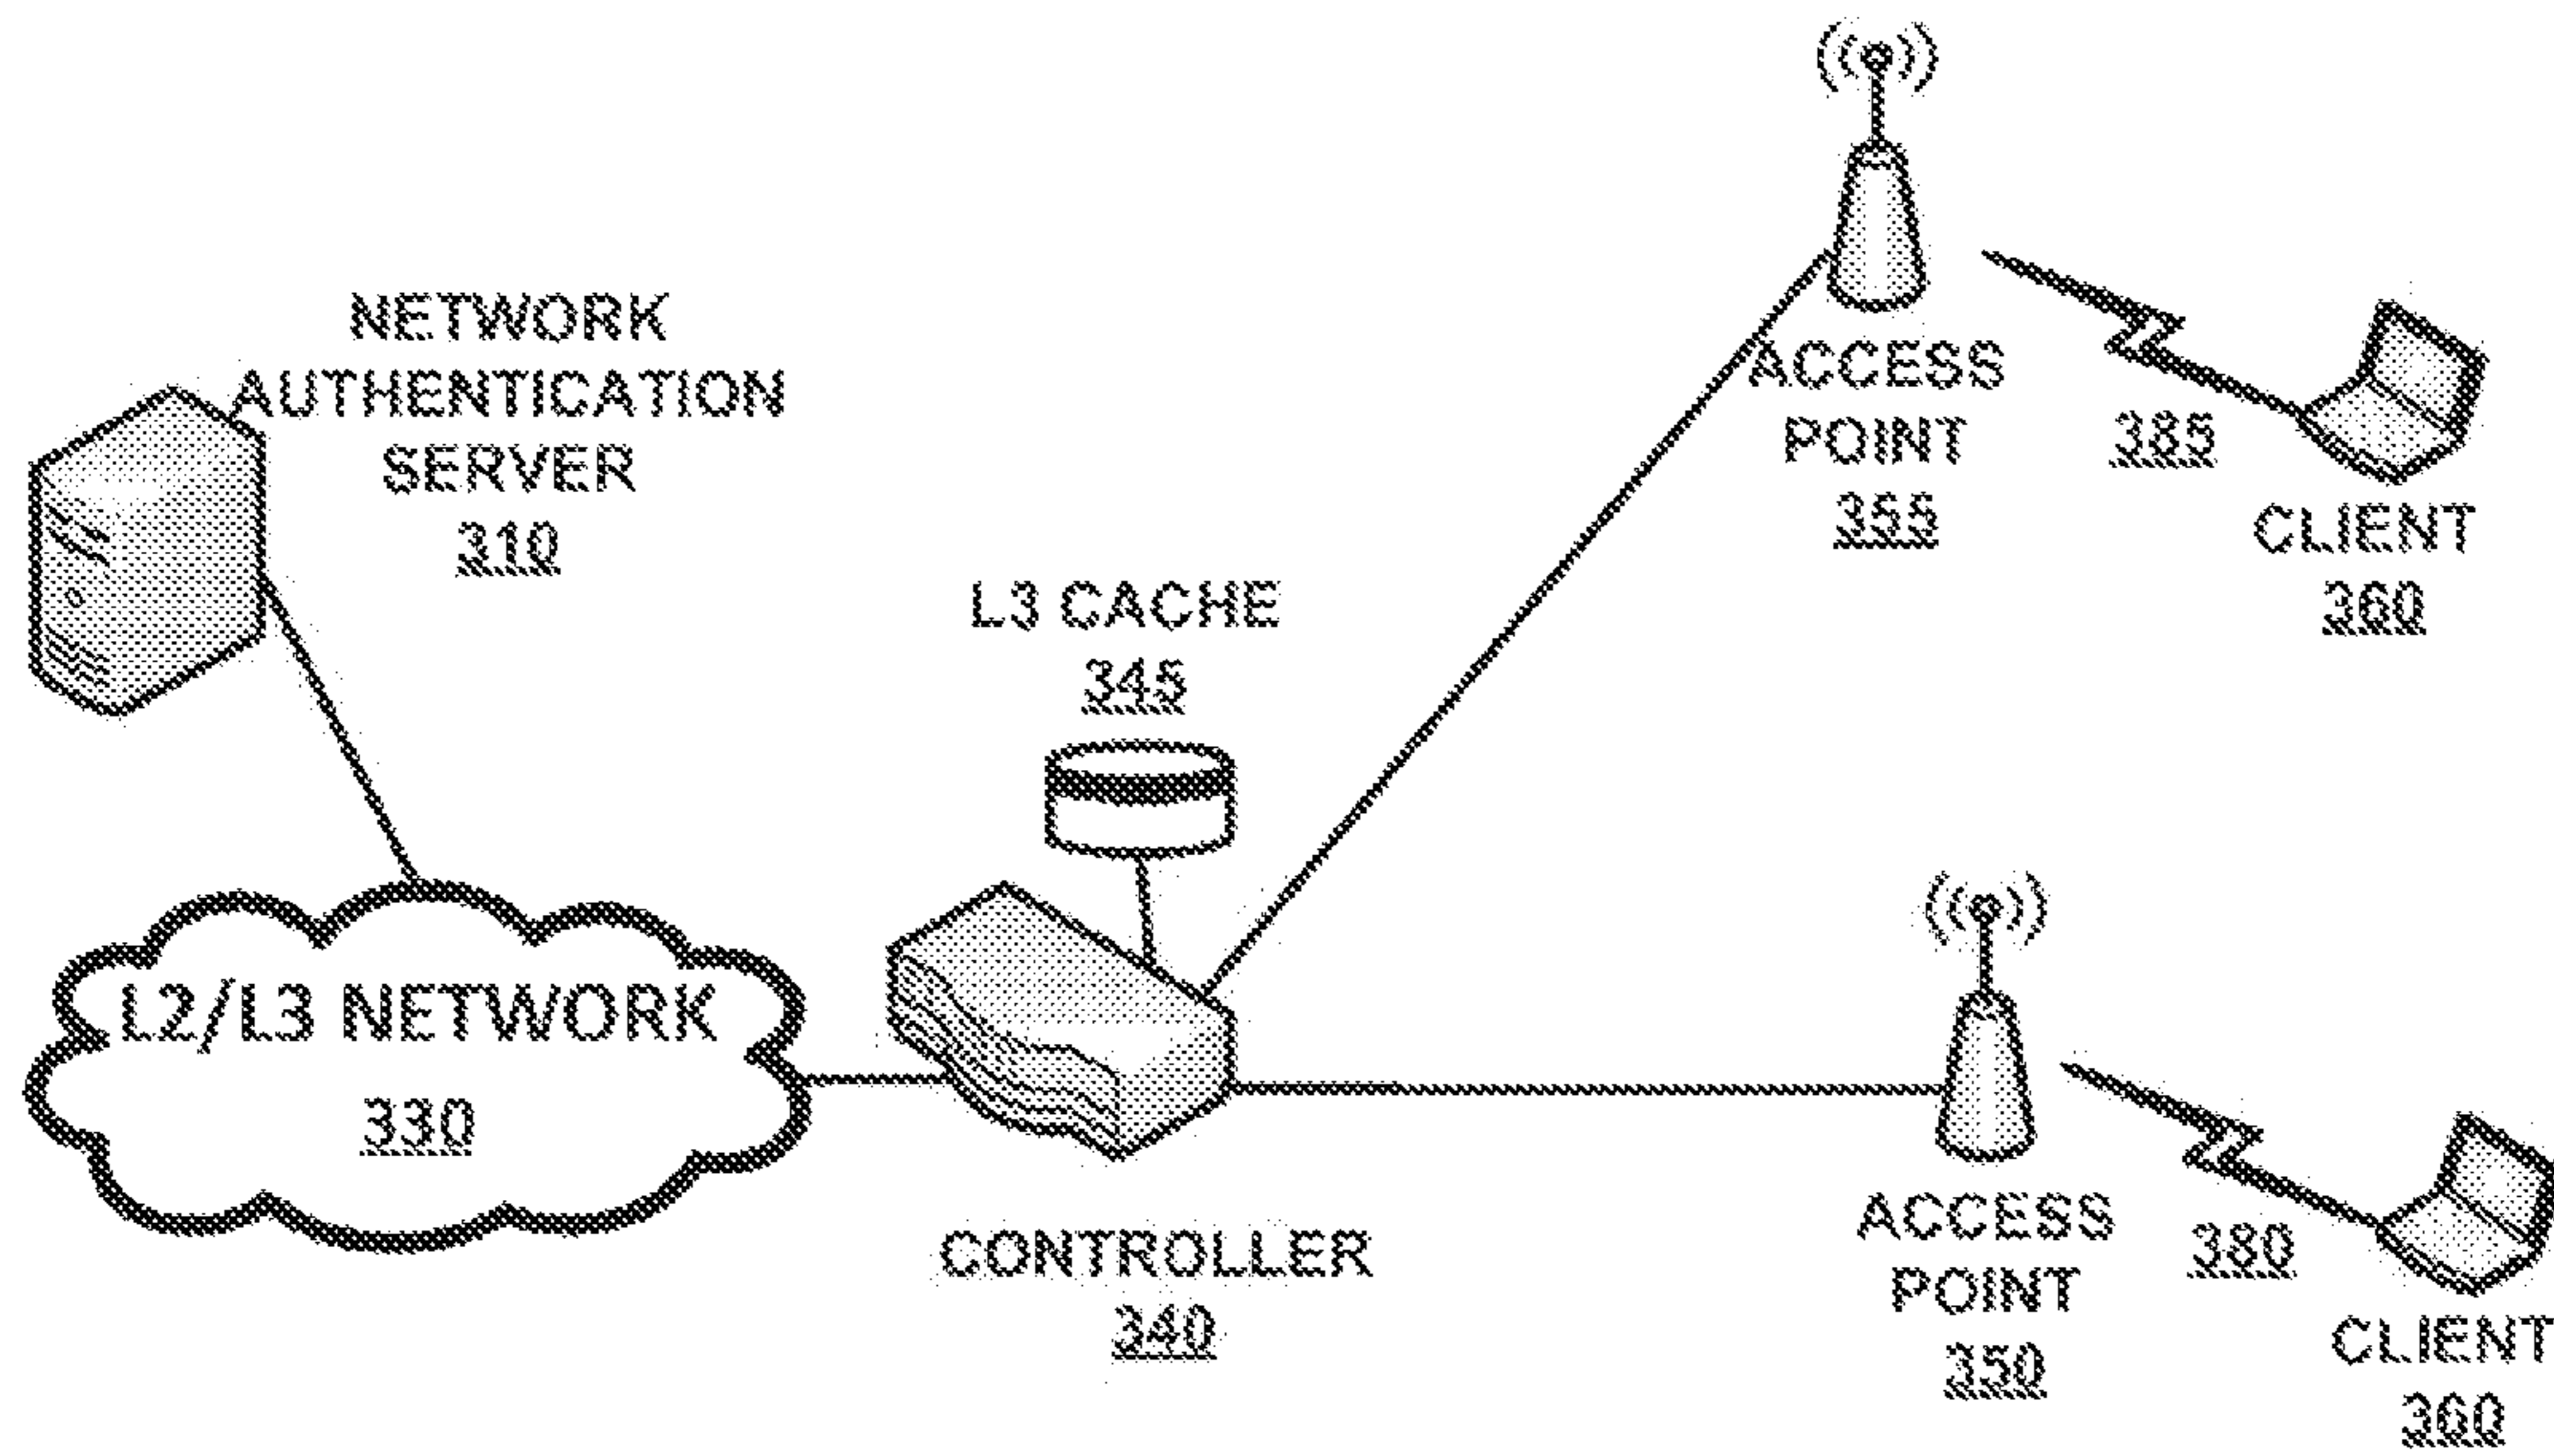 NETWORK
AUTHENTICATION
SERVER
310
L3 CACHE
345
ACCESS
POINT
355
385
CLIENT
360
L2/L3 NETWORK
330
CONTROLLER
340
ACCESS
POINT
350
380
CLIENT
360